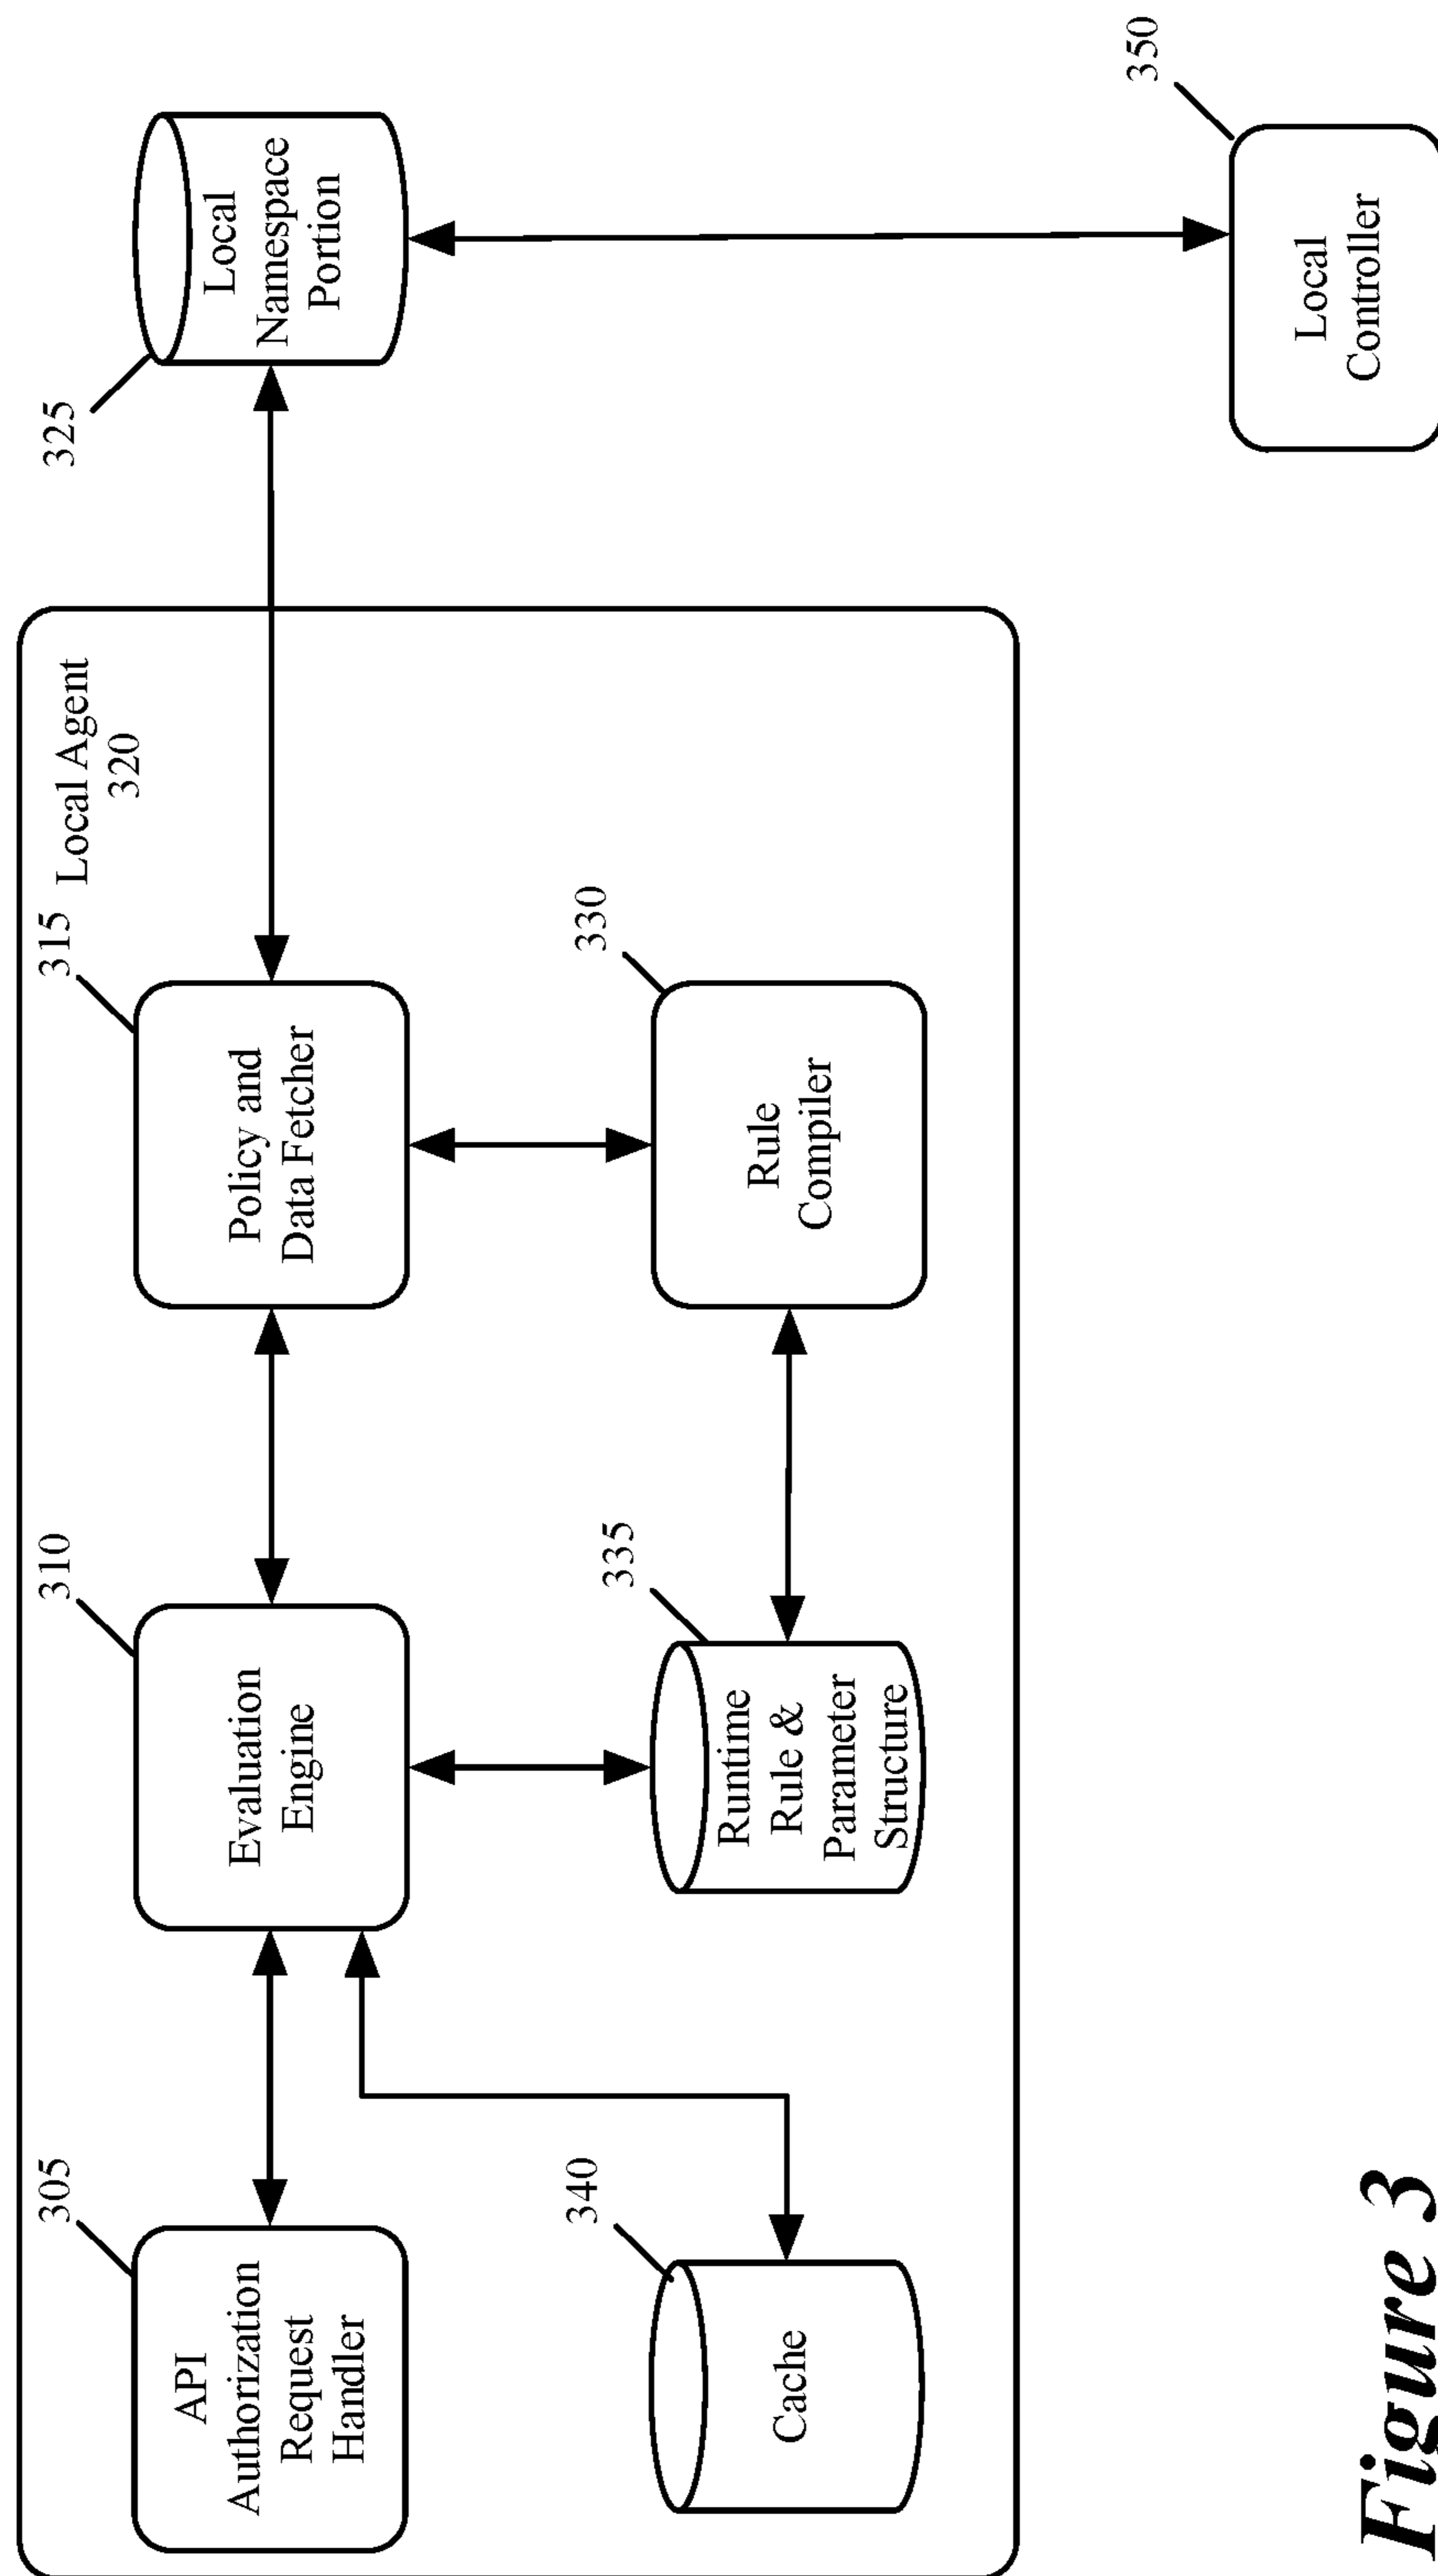 305
API
Authorization
Request
Handler
310
Evaluation
Engine
315
Policy and
Data Fetcher
Local Agent
320
325
Local
Namespace
Portion
340
Cache
335
Runtime
Rule &
Parameter
Structure
330
Rule
Compiler
350
Local
Controller
Figure 3